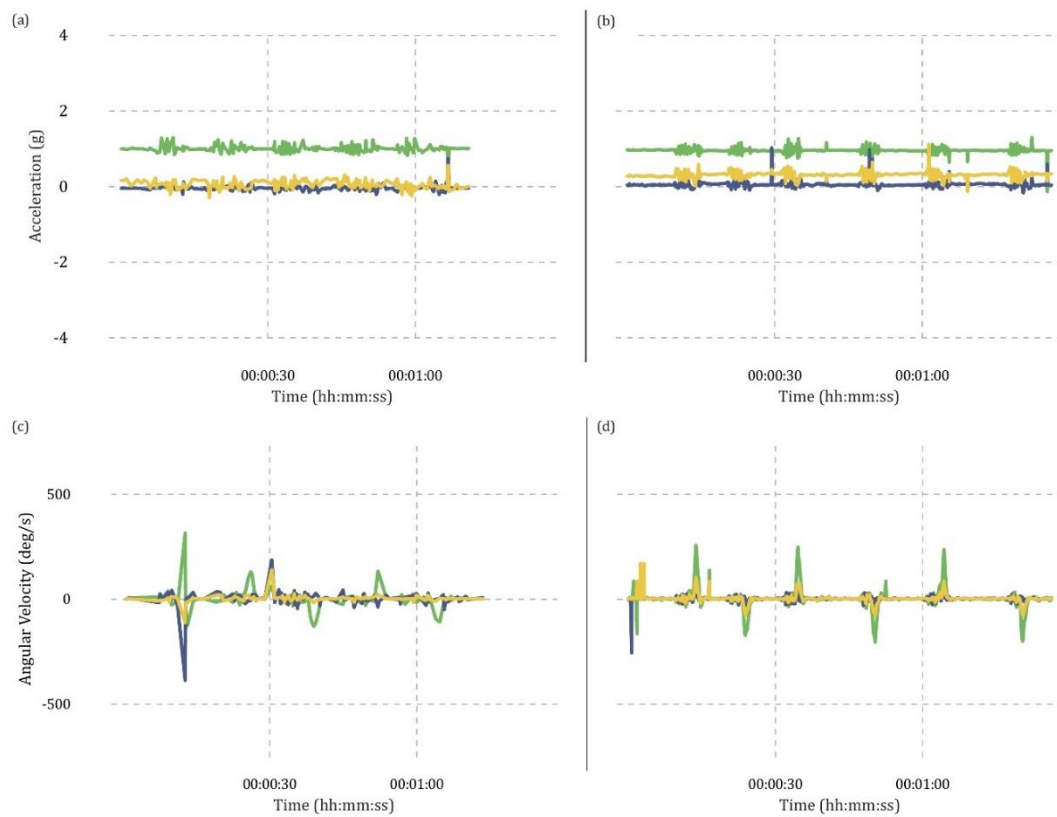 (a)
(b)
4
2
0
-2
-4
Acceleration (g)
00:00:30
00:01:00
Time (hh:mm:ss)
00:00:30
00:01:00
Time (hh:mm:ss)
(c)
(d)
500
0
-500
Angular Velocity (deg/s)
00:00:30
00:01:00
Time (hh:mm:ss)
00:00:30
00:01:00
Time (hh:mm:ss)